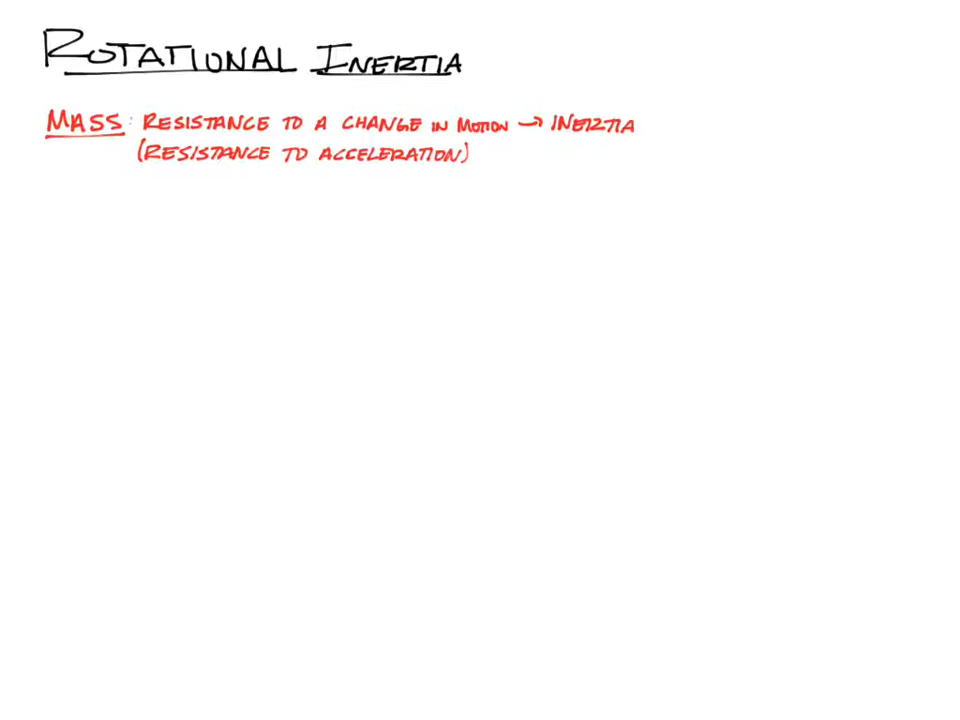 ROTATIONAL INERTIA
MASS: RESISTANCE TO A CHANGE IN MOTION → INERTIA
(RESISTANCE TO ACCELERATION)